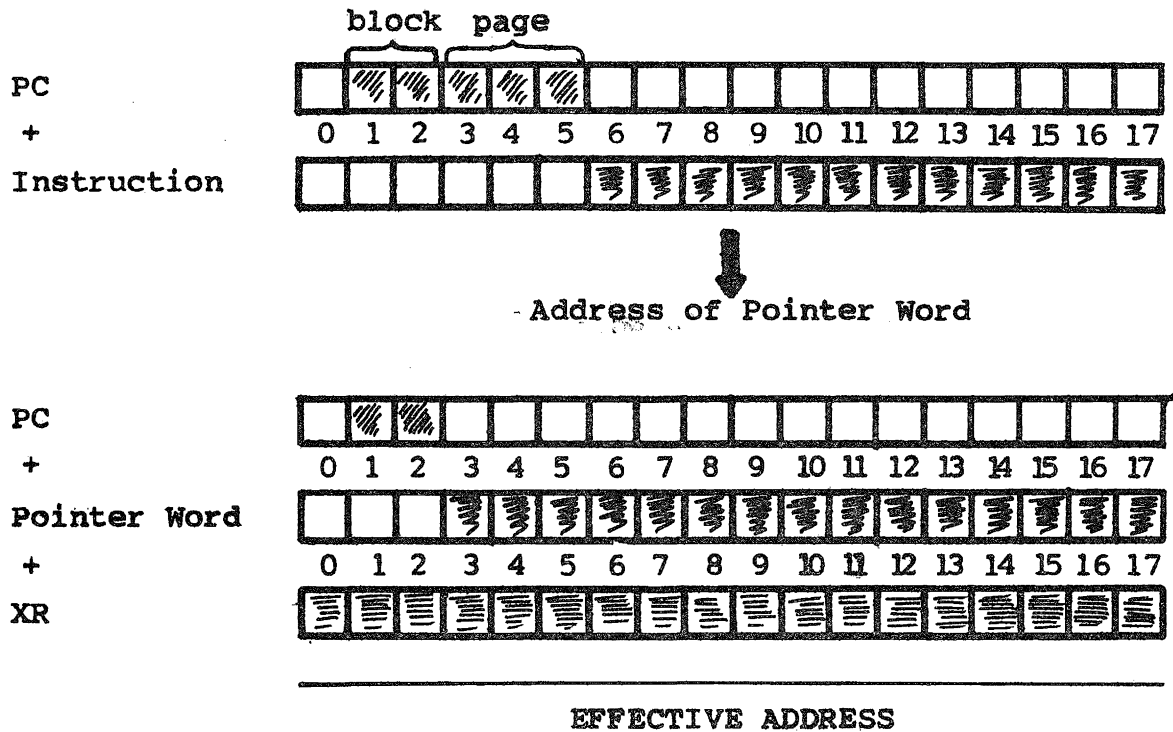 block page
PC
+ 0 1 2 3 4 5 6 7 8 9 10 11 12 13 14 15 16 17
Instruction
Address of Pointer Word
PC
+ 0 1 2 3 4 5 6 7 8 9 10 11 12 13 14 15 16 17
Pointer Word
+ 0 1 2 3 4 5 6 7 8 9 10 11 12 13 14 15 16 17
XR
EFFECTIVE ADDRESS